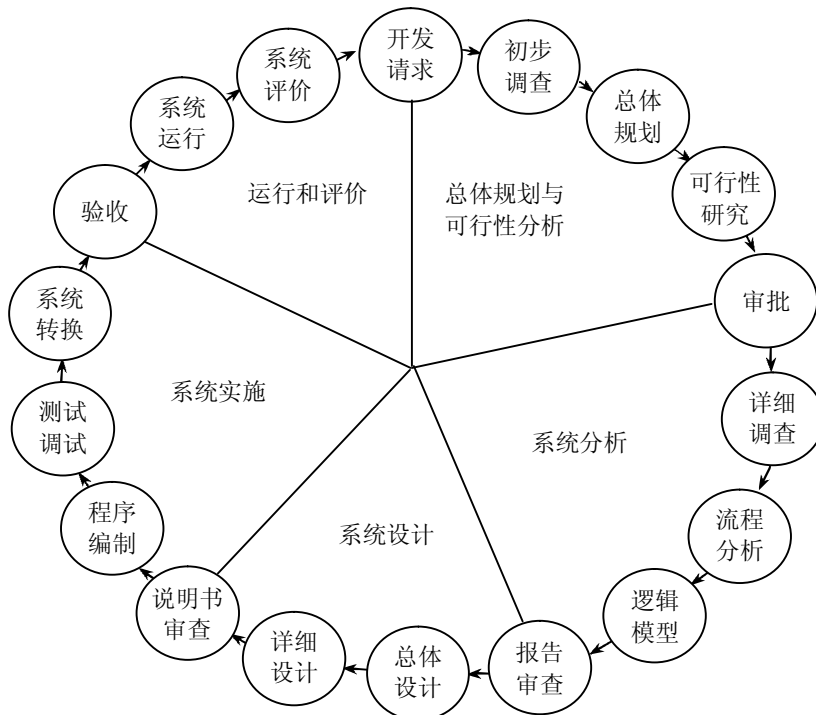 开发
请求
初步
调查
总体
规划
可行性
研究
审批
详细
调查
流程
分析
逻辑
模型
报告
审查
总体
设计
详细
设计
说明书
审查
程序
编制
测试
调试
系统
转换
验收
系统
运行
系统
评价
运行和评价
总体规划与
可行性分析
系统实施
系统分析
系统设计